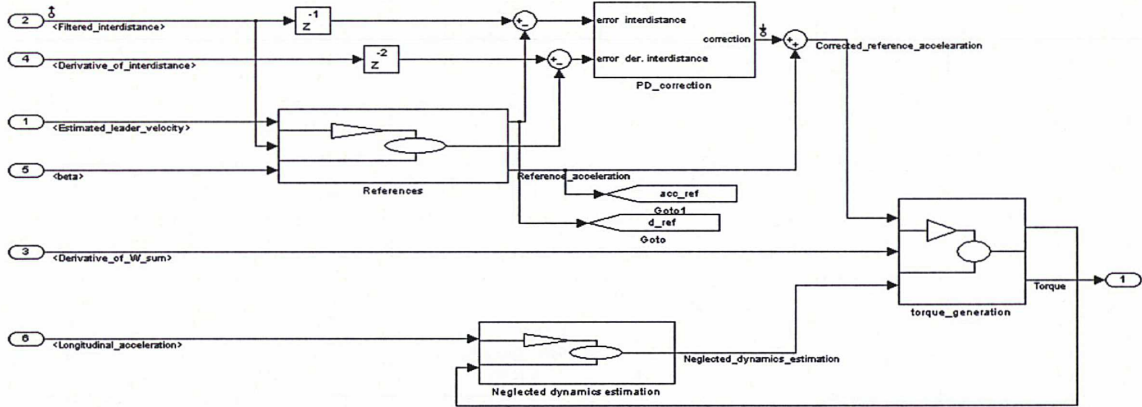 2
<Filtered_interdistance>
-1
Z
error interdistance
correction
Corrected_reference_accelearation
4
<Derivative_of_interdistance>
-2
Z
error der. interdistance
PD_correction
1
<Estimated_leader_velocity>
5
<beta>
References
Reference_acceleration
acc_ref
Goto1
d_ref
Goto
3
<Derivative_of_W_sum>
Torque
1
torque_generation
6
<Longitudinal_acceleration>
Neglected_dynamics_estimation
Neglected dynamics estimation